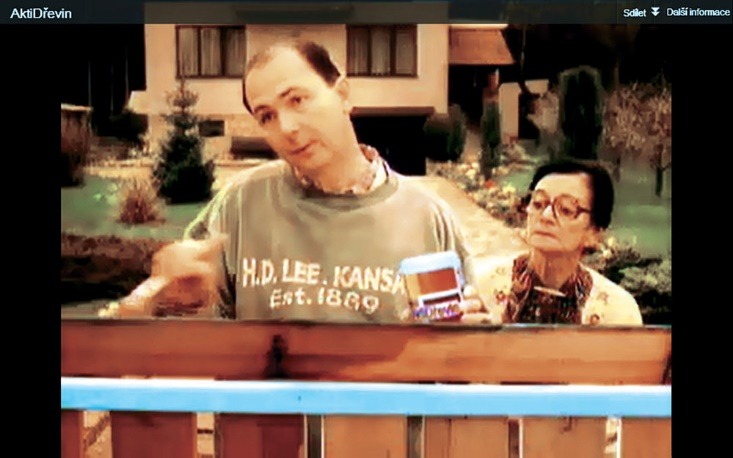 AktiDřevin
Sdílet Další informace
H.D. LEE. KANSA
Est. 1889